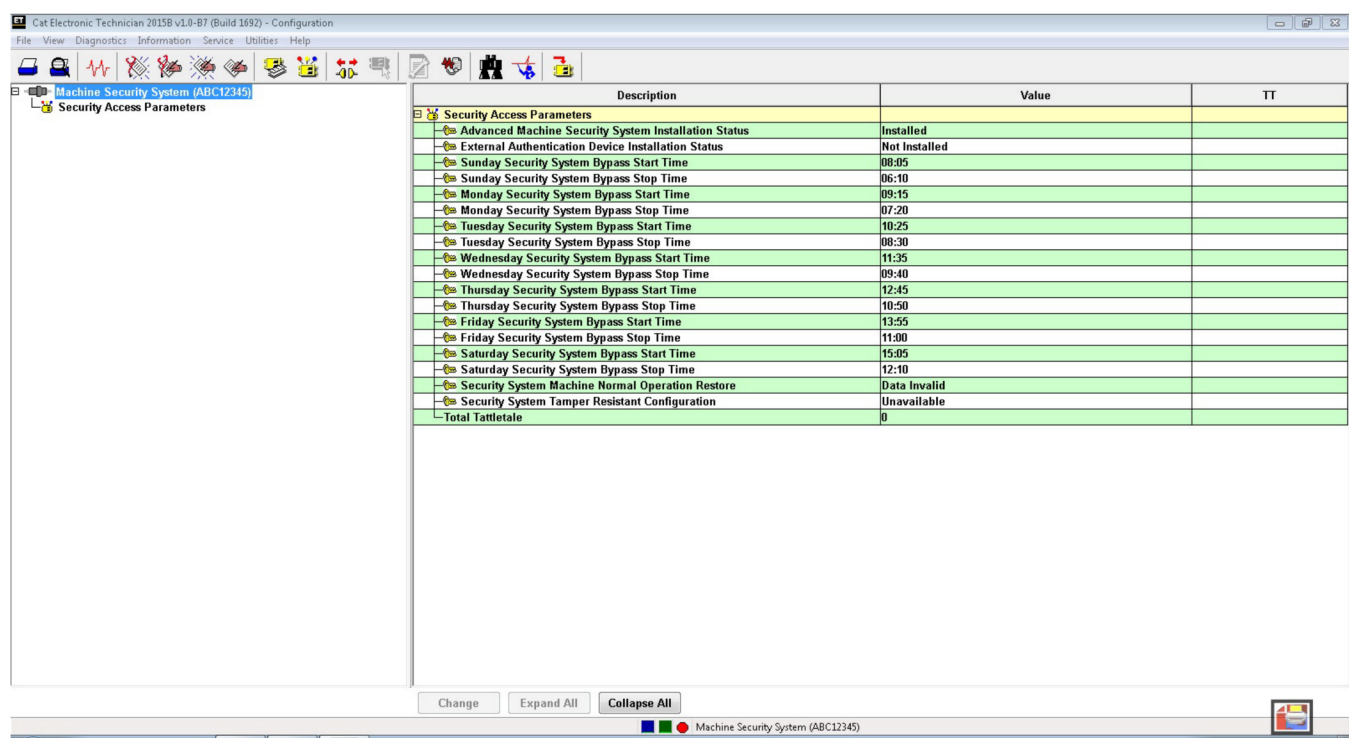 ET Cat Electronic Technician 2015B v1.0-B7 (Build 1692) - Configuration
File View Diagnostics Information Service Utilities Help
Machine Security System (ABC12345)
Security Access Parameters
Description Value TT
Security Access Parameters
Advanced Machine Security System Installation Status Installed
External Authentication Device Installation Status Not Installed
Sunday Security System Bypass Start Time 08:05
Sunday Security System Bypass Stop Time 06:10
Monday Security System Bypass Start Time 09:15
Monday Security System Bypass Stop Time 07:20
Tuesday Security System Bypass Start Time 10:25
Tuesday Security System Bypass Stop Time 08:30
Wednesday Security System Bypass Start Time 11:35
Wednesday Security System Bypass Stop Time 09:40
Thursday Security System Bypass Start Time 12:45
Thursday Security System Bypass Stop Time 10:50
Friday Security System Bypass Start Time 13:55
Friday Security System Bypass Stop Time 11:00
Saturday Security System Bypass Start Time 15:05
Saturday Security System Bypass Stop Time 12:10
Security System Machine Normal Operation Restore Data Invalid
Security System Tamper Resistant Configuration Unavailable
Total Tattletale 0
Change Expand All Collapse All
Machine Security System (ABC12345)